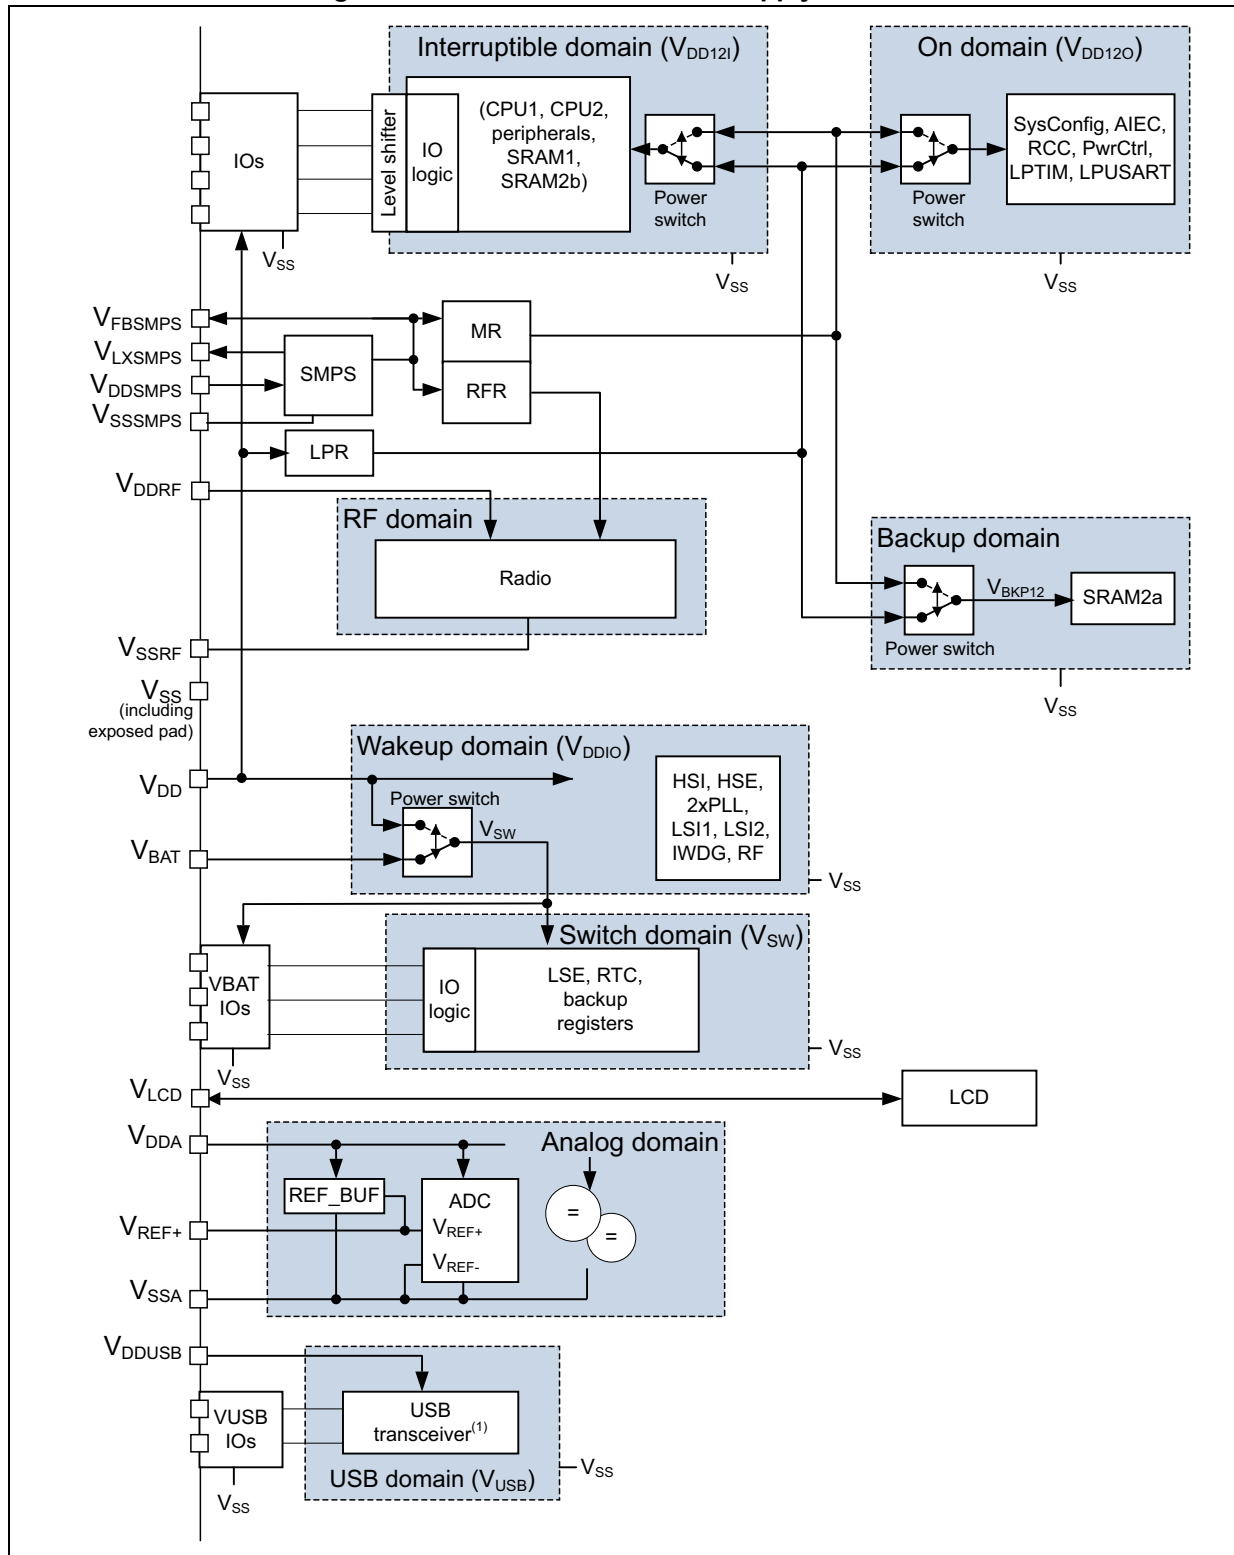 Interruptible domain (VDD12I)
On domain (VDD12O)
IOs
Level shifter
IO
logic
(CPU1, CPU2,
peripherals,
SRAM1,
SRAM2b)
Power
switch
Power
switch
SysConfig, AIEC,
RCC, PwrCtrl,
LPTIM, LPUSART
VSS
VSS
VSS
VFBSMPS
VLXSMPS
VDDSMPS
VSSSMPS
SMPS
MR
RFR
LPR
VDDRF
RF domain
Radio
Backup domain
VBKP12
SRAM2a
Power switch
VSS
VSSRF
VSS
(including
exposed pad)
Wakeup domain (VDDIO)
VDD
Power switch
VSW
HSI, HSE,
2xPLL,
LSI1, LSI2,
IWDG, RF
VBAT
VSS
Switch domain (VSW)
VBAT
IOs
IO
logic
LSE, RTC,
backup
registers
VSS
VSS
VLCD
LCD
VDDA
Analog domain
REF_BUF
ADC
VREF+
VREF-
=
=
VREF+
VSSA
VDDUSB
VUSB
IOs
USB
transceiver(1)
USB domain (VUSB)
VSS
VSS